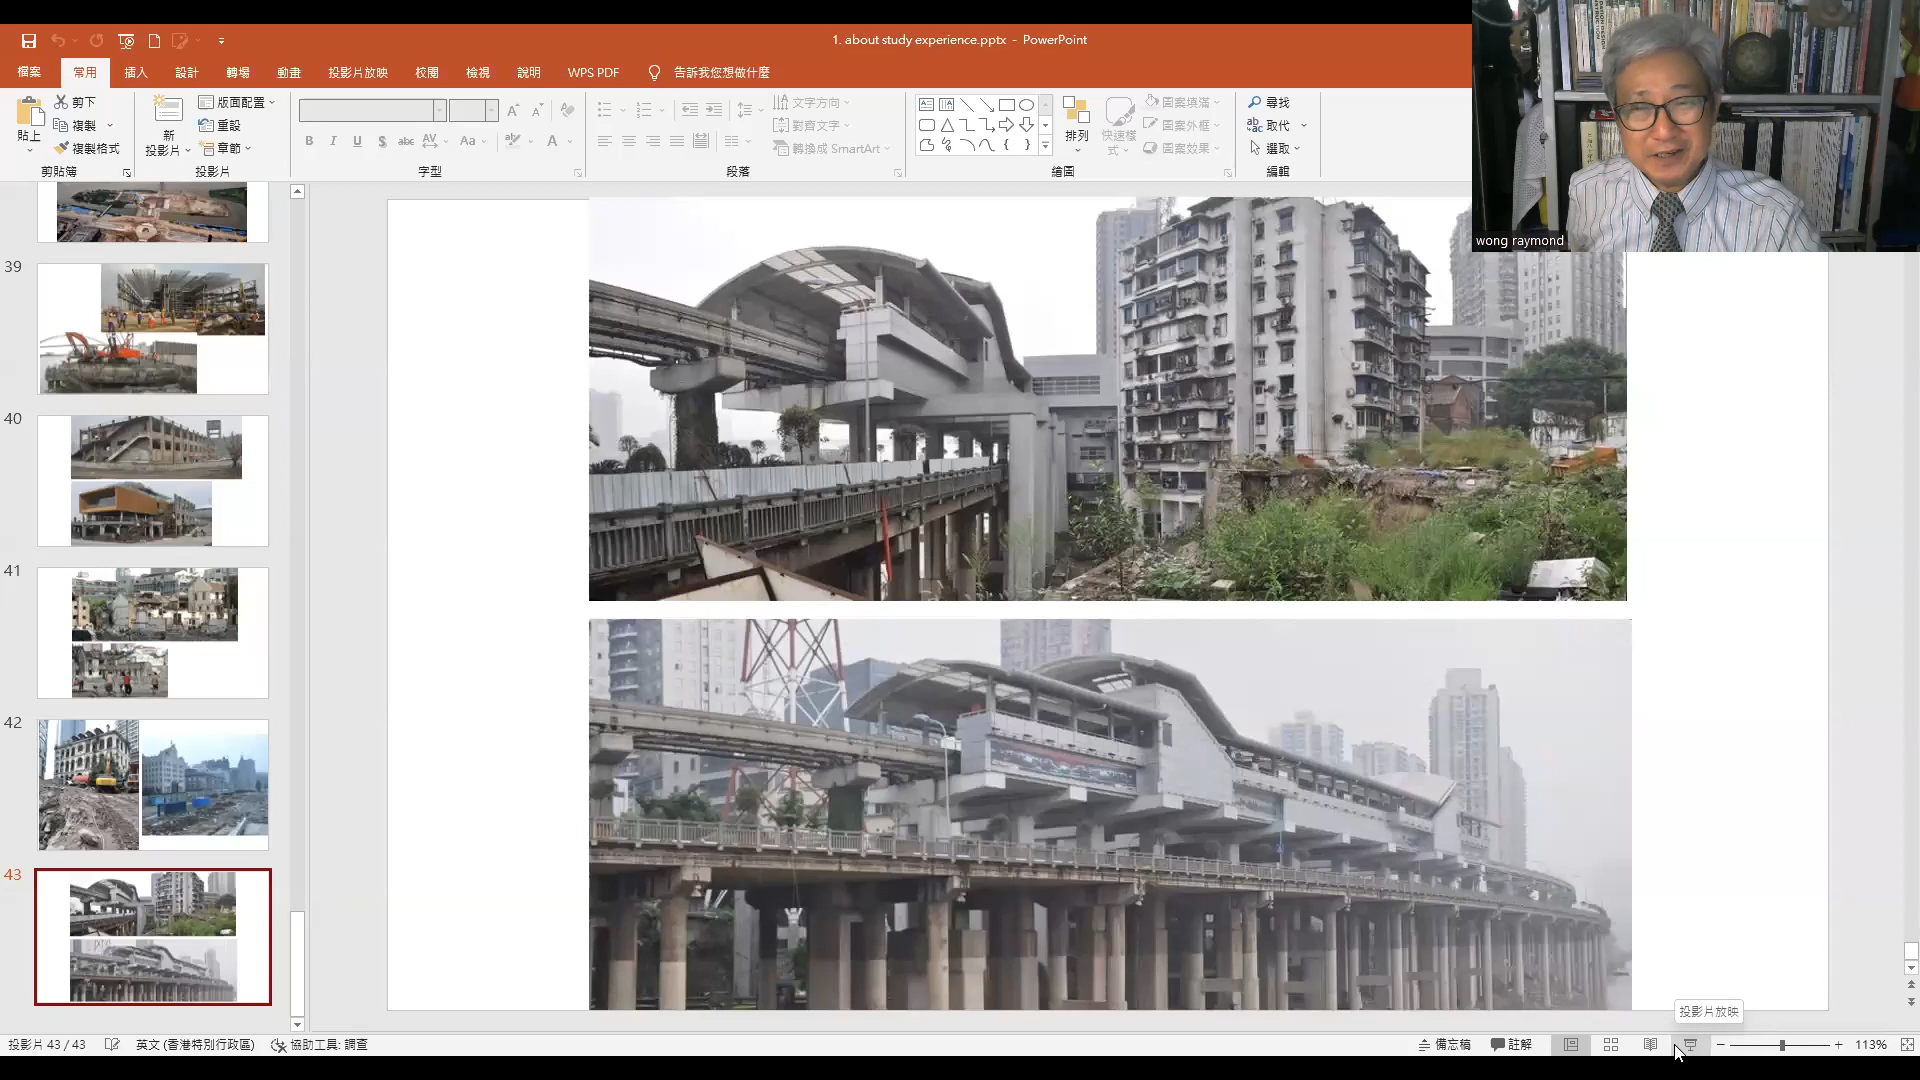 1. about study experience.pptx - PowerPoint
檔案 常用 插入 設計 轉場 動畫 投影片放映 校閱 檢視 說明 WPS PDF 告訴我您想做什麼
貼上
剪下
複製
複製格式
剪貼簿
新
投影片
版面配置
重設
章節
投影片
B I U S abc AV Aa A
字型
文字方向
對齊文字
轉換成 SmartArt
段落
排列
快速樣
式
圖案填滿
圖案外框
圖案效果
繪圖
尋找
取代
選取
編輯
wong raymond
39
40
41
42
43
投影片放映
投影片 43 / 43 英文 (香港特別行政區) 協助工具: 調查 備忘稿 註解 113%